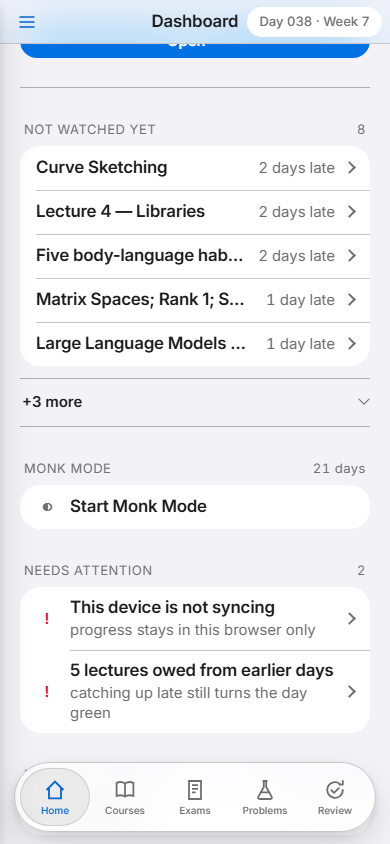 Dashboard
Day 038 · Week 7
Open
NOT WATCHED YET
8
Curve Sketching
2 days late
Lecture 4 — Libraries
2 days late
Five body-language hab...
2 days late
Matrix Spaces; Rank 1; S...
1 day late
Large Language Models ...
1 day late
+3 more
MONK MODE
21 days
Start Monk Mode
NEEDS ATTENTION
2
!
This device is not syncing
progress stays in this browser only
!
5 lectures owed from earlier days
catching up late still turns the day
green
Home
Courses
Exams
Problems
Review